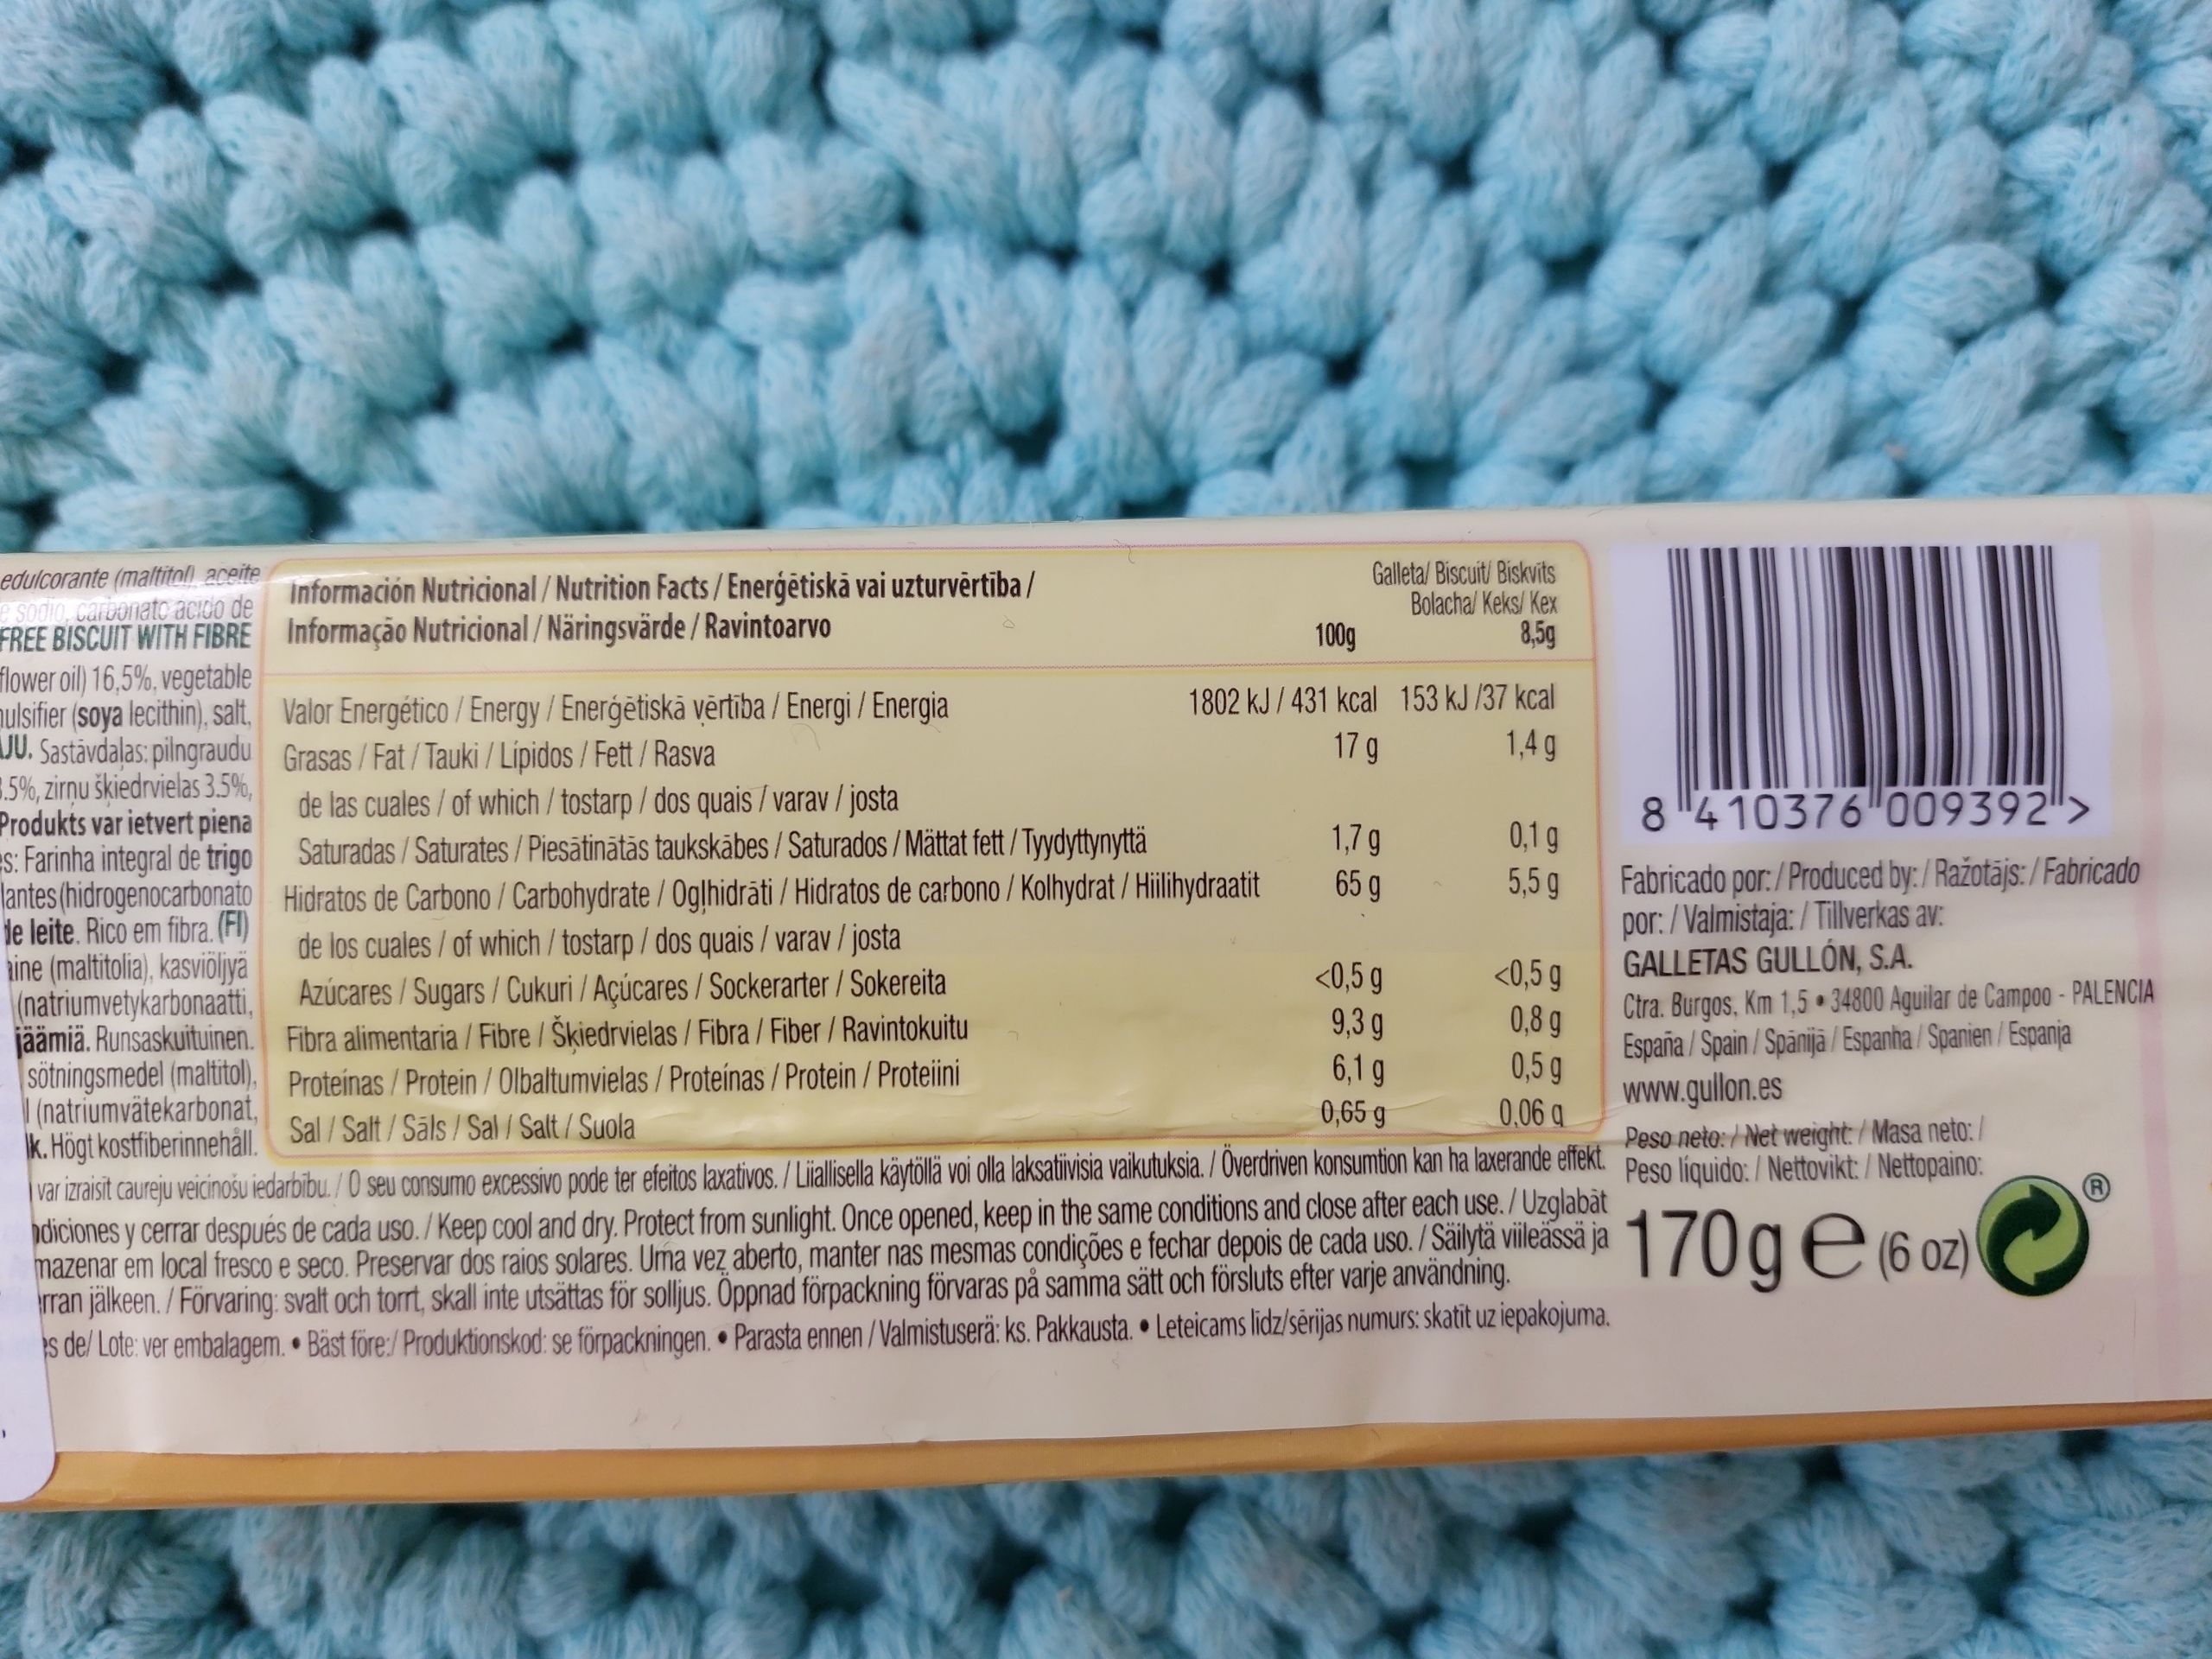 edulcorante (maltitol), aceite
sodio, carbonato ácido de
FREE BISCUIT WITH FIBRE
flower oil) 16,5%, vegetable
(soya lecithin), salt,
Sastāvdaļas: pilngraudu
.5%, zirņu šķiedrvielas 3.5%,
Produkts var ietvert piena
Farinha integral de trigo
(hidrogenocarbonato
de leite. Rico em fibra. (FI)
(maltitolia), kasviöljyä
(natriumvetykarbonaatti,
jäämiä. Runsaskuituinen.
sötningsmedel (maltitol),
(natriumvätekarbonat,
Högt kostfiberinnehåll.
Información Nutricional / Nutrition Facts / Enerģētiskā vai uzturvērtība /
Informação Nutricional / Näringsvärde / Ravintoarvo
Galleta/ Biscuit/ Biskvīts
Bolacha/ Keks/ Kex
100g 8,5g
Valor Energético / Energy / Enerģētiskā vērtība / Energi / Energia 1802 kJ / 431 kcal 153 kJ /37 kcal
Grasas / Fat / Tauki / Lípidos / Fett / Rasva 17 g 1,4 g
de las cuales / of which / tostarp / dos quais / varav / josta
Saturadas / Saturates / Piesātinātās taukskābes / Saturados / Mättat fett / Tyydyttynyttä 1,7 g 0,1 g
Hidratos de Carbono / Carbohydrate / Ogļhidrāti / Hidratos de carbono / Kolhydrat / Hiilihydraatit 65 g 5,5 g
de los cuales / of which / tostarp / dos quais / varav / josta
Azúcares / Sugars / Cukuri / Açúcares / Sockerarter / Sokereita <0,5 g <0,5 g
Fibra alimentaria / Fibre / Šķiedrvielas / Fibra / Fiber / Ravintokuitu 9,3 g 0,8 g
Proteínas / Protein / Olbaltumvielas / Proteínas / Protein / Proteiini 6,1 g 0,5 g
Sal / Salt / Sāls / Sal / Salt / Suola 0,65 g 0,06 g
var izraisīt caureju veicinošu iedarbību. / O seu consumo excessivo pode ter efeitos laxativos. / Liiallisella käytöllä voi olla laksatiivisia vaikutuksia. / Överdriven konsumtion kan ha laxerande effekt.
diciones y cerrar después de cada uso. / Keep cool and dry. Protect from sunlight. Once opened, keep in the same conditions and close after each use. / Uzglabāt
mazenar em local fresco e seco. Preservar dos raios solares. Uma vez aberto, manter nas mesmas condições e fechar depois de cada uso. / Säilytä viileässä ja
rran jälkeen. / Förvaring: svalt och torrt, skall inte utsättas för solljus. Öppnad förpackning förvaras på samma sätt och försluts efter varje användning.
es de/ Lote: ver embalagem. • Bäst före:/ Produktionskod: se förpackningen. • Parasta ennen / Valmistuserä: ks. Pakkausta. • Leteicams līdz/sērijas numurs: skatīt uz iepakojuma.
8 410376 009392 >
Fabricado por: / Produced by: / Ražotājs: / Fabricado
por: / Valmistaja: / Tillverkas av:
GALLETAS GULLÓN, S.A.
Ctra. Burgos, Km 1,5 • 34800 Aguilar de Campoo - PALENCIA
España / Spain / Spānijā / Espanha / Spanien / Espanja
www.gullon.es
Peso neto: / Net weight: / Masa neto: /
Peso líquido: / Nettovikt: / Nettopaino:
170g e (6 oz)
®